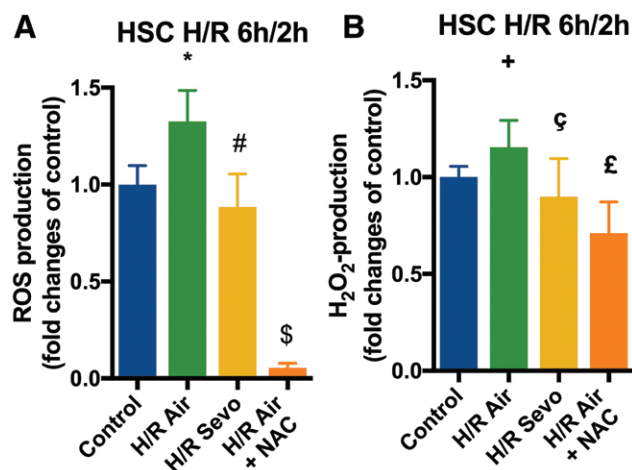 A
HSC H/R 6h/2h
ROS production
(fold changes of control)
1.5
1.0
0.5
0.0
*
#
$
Control
H/R Air
H/R Sevo
H/R Air
+ NAC
B
HSC H/R 6h/2h
H₂O₂-production
(fold changes of control)
1.5
1.0
0.5
0.0
+
ç
£
Control
H/R Air
H/R Sevo
H/R Air
+ NAC